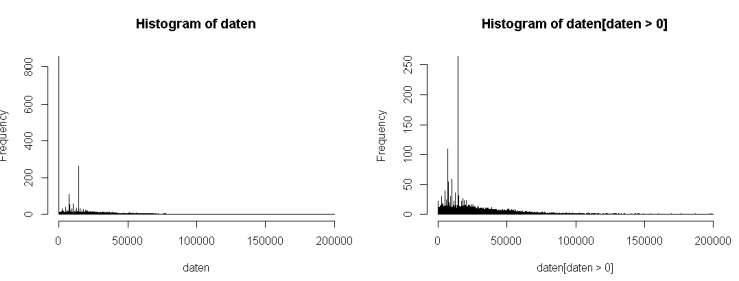 Histogram of daten
Frequency
800
600
400
200
0
0 50000 100000 150000 200000
daten
Histogram of daten[daten > 0]
Frequency
250
200
150
100
50
0
0 50000 100000 150000 200000
daten[daten > 0]